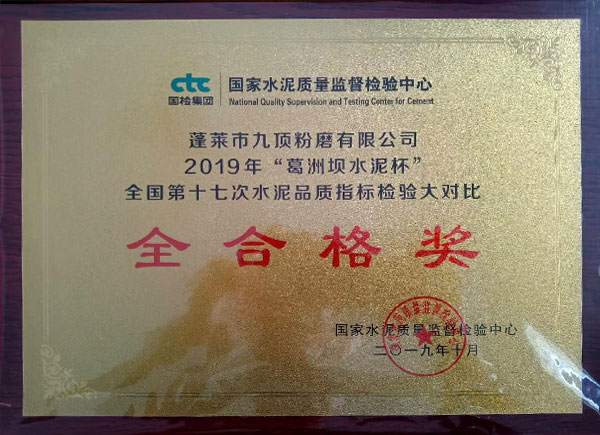 ctc
国检集团
国家水泥质量监督检验中心
National Quality Supervision and Testing Center for Cement
蓬莱市九顶粉磨有限公司
2019年“葛洲坝水泥杯”
全国第十七次水泥品质指标检验大对比
全合格奖
国家水泥质量监督检验中心
二〇一九年十月